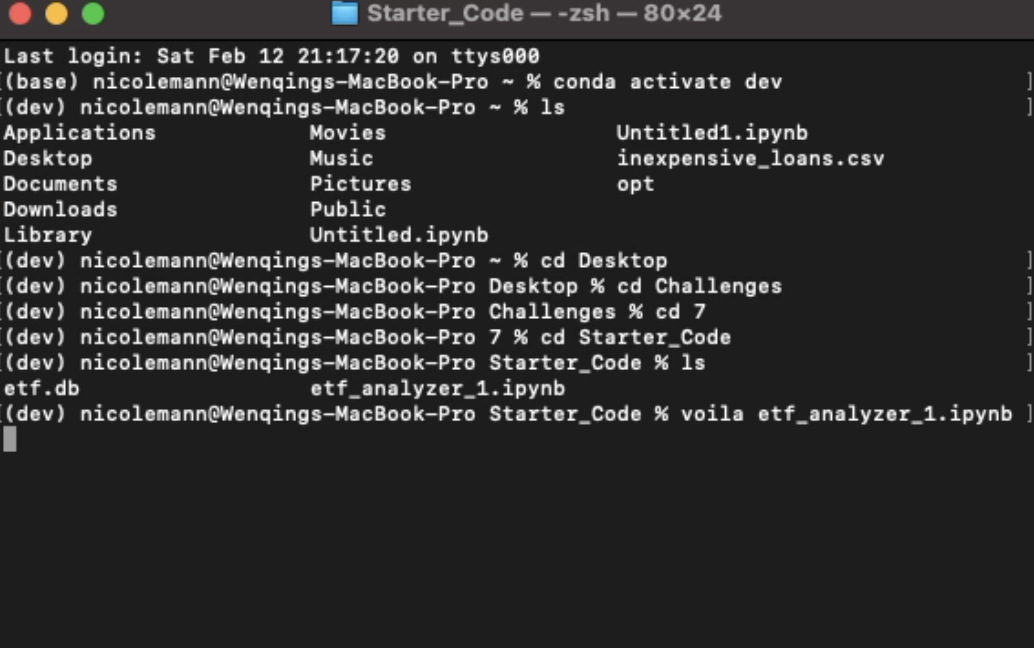 Starter_Code — -zsh — 80×24
Last login: Sat Feb 12 21:17:20 on ttys000
[(base) nicolemann@Wenqings-MacBook-Pro ~ % conda activate dev ]
[(dev) nicolemann@Wenqings-MacBook-Pro ~ % ls ]
Applications Movies Untitled1.ipynb
Desktop Music inexpensive_loans.csv
Documents Pictures opt
Downloads Public
Library Untitled.ipynb
[(dev) nicolemann@Wenqings-MacBook-Pro ~ % cd Desktop ]
[(dev) nicolemann@Wenqings-MacBook-Pro Desktop % cd Challenges ]
[(dev) nicolemann@Wenqings-MacBook-Pro Challenges % cd 7 ]
[(dev) nicolemann@Wenqings-MacBook-Pro 7 % cd Starter_Code ]
[(dev) nicolemann@Wenqings-MacBook-Pro Starter_Code % ls ]
etf.db etf_analyzer_1.ipynb
[(dev) nicolemann@Wenqings-MacBook-Pro Starter_Code % voila etf_analyzer_1.ipynb ]